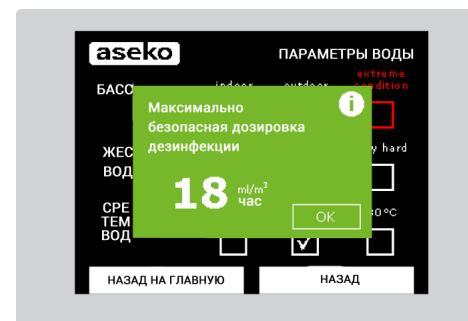 aseko
ПАРАМЕТРЫ ВОДЫ
extreme
indoor outdoor condition
БАСС
i
Максимально
безопасная дозировка
дезинфекции
ЖЕС
y hard
ВОД
18 ml/m³
час
OK
СРЕ
30 °C
ТЕМ
ВОД
НАЗАД НА ГЛАВНУЮ НАЗАД